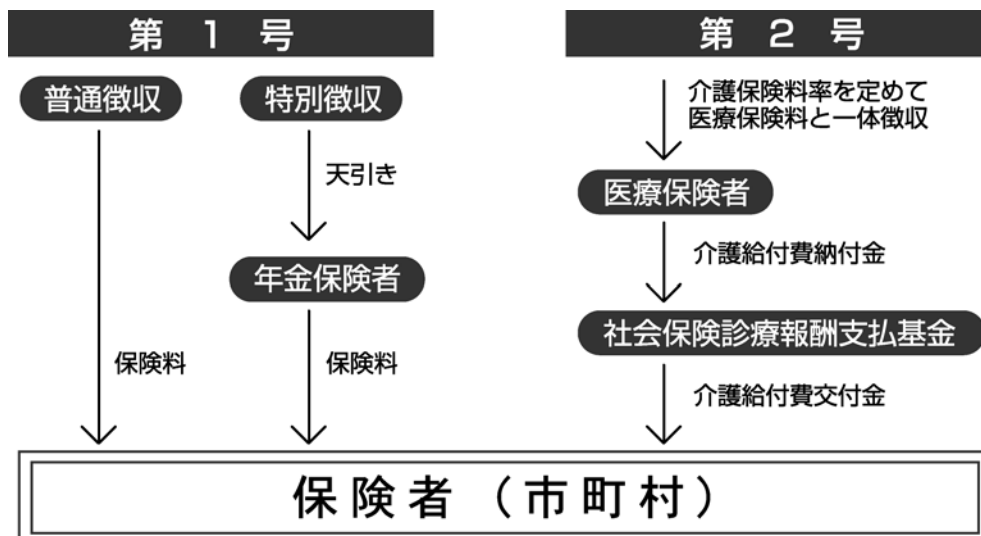 第1号
普通徴収
特別徴収
天引き
年金保険者
保険料
保険料
第2号
介護保険料率を定めて
医療保険料と一体徴収
医療保険者
介護給付費納付金
社会保険診療報酬支払基金
介護給付費交付金
保険者（市町村）